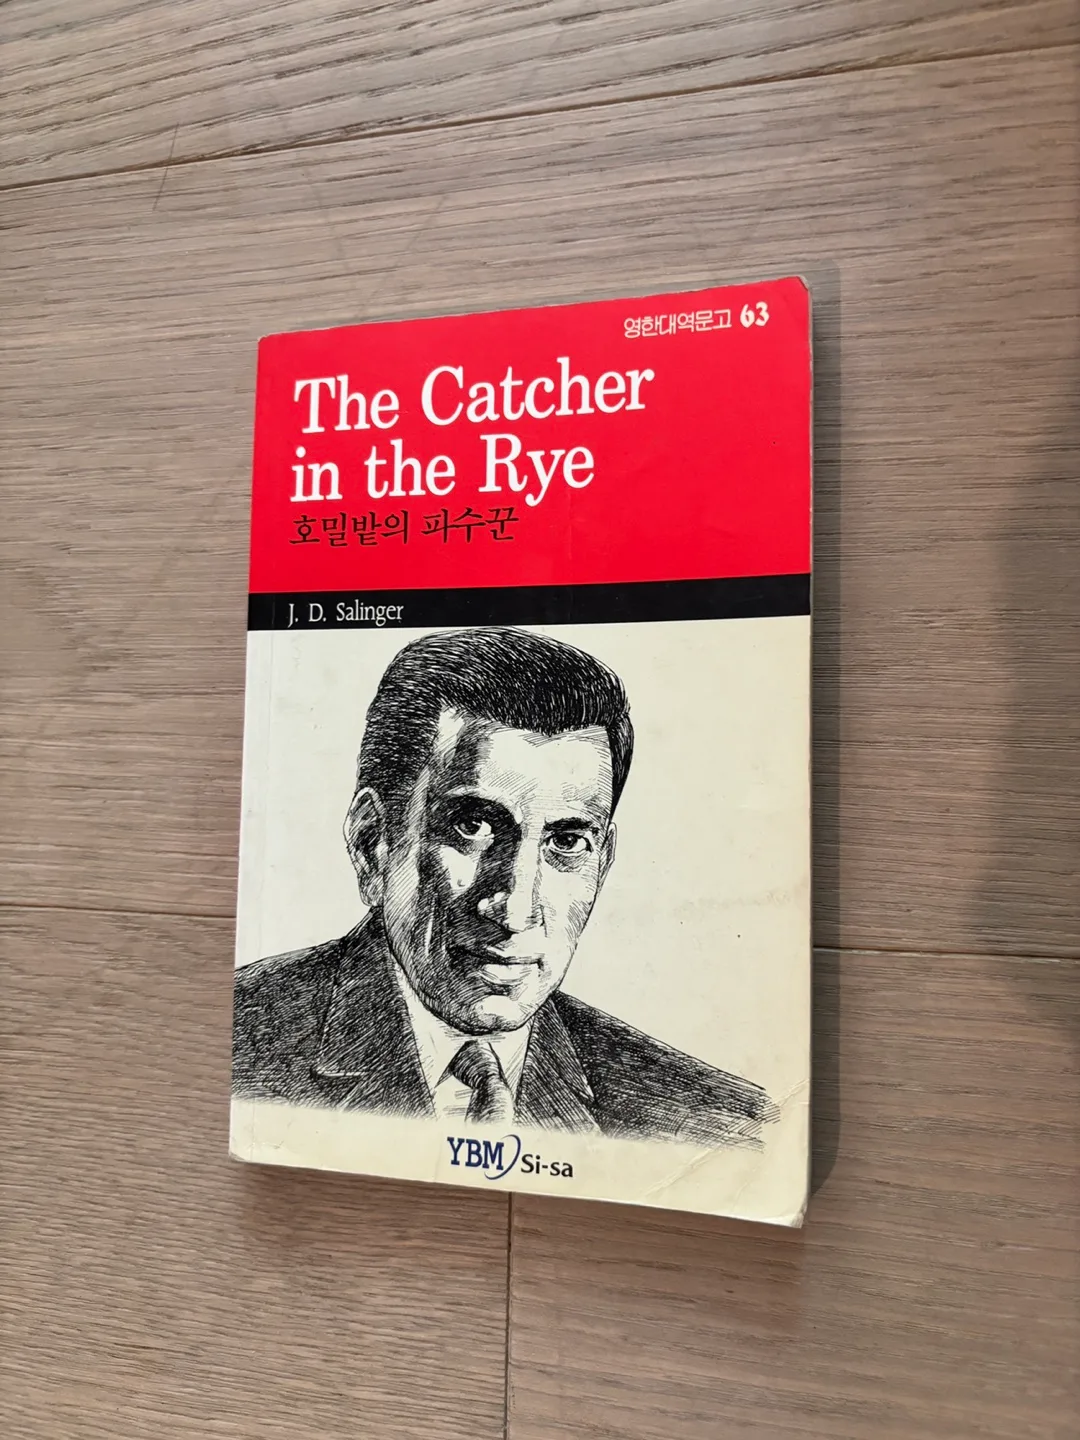 영한대역문고 63
The Catcher
in the Rye
호밀밭의 파수꾼
J. D. Salinger
YBM Si-sa